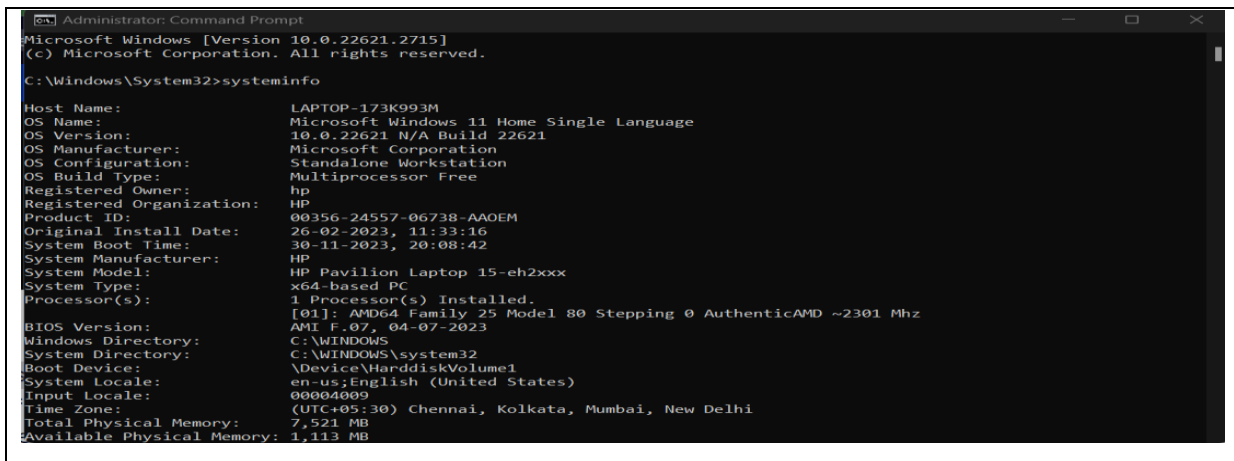 Administrator: Command Prompt
Microsoft Windows [Version 10.0.22621.2715]
(c) Microsoft Corporation. All rights reserved.
C:\Windows\System32>systeminfo
Host Name: LAPTOP-173K993M
OS Name: Microsoft Windows 11 Home Single Language
OS Version: 10.0.22621 N/A Build 22621
OS Manufacturer: Microsoft Corporation
OS Configuration: Standalone Workstation
OS Build Type: Multiprocessor Free
Registered Owner: hp
Registered Organization: HP
Product ID: 00356-24557-06738-AAOEM
Original Install Date: 26-02-2023, 11:33:16
System Boot Time: 30-11-2023, 20:08:42
System Manufacturer: HP
System Model: HP Pavilion Laptop 15-eh2xxx
System Type: x64-based PC
Processor(s): 1 Processor(s) Installed.
[01]: AMD64 Family 25 Model 80 Stepping 0 AuthenticAMD ~2301 Mhz
BIOS Version: AMI F.07, 04-07-2023
Windows Directory: C:\WINDOWS
System Directory: C:\WINDOWS\system32
Boot Device: \Device\HarddiskVolume1
System Locale: en-us;English (United States)
Input Locale: 00004009
Time Zone: (UTC+05:30) Chennai, Kolkata, Mumbai, New Delhi
Total Physical Memory: 7,521 MB
Available Physical Memory: 1,113 MB